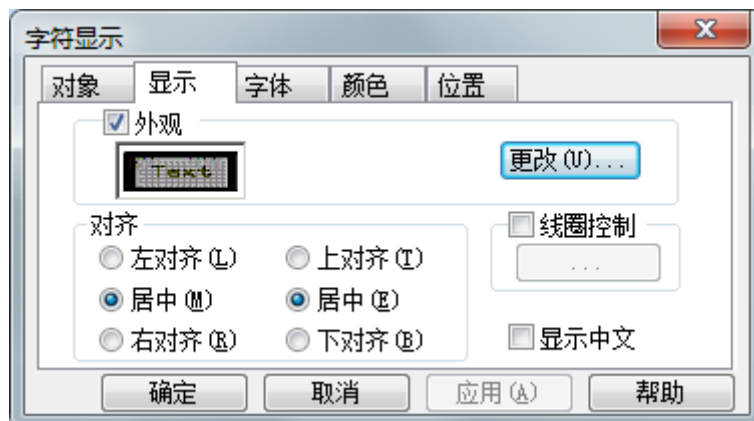 字符显示
对象 显示 字体 颜色 位置
外观
Text 更改(U)...
对齐 线圈控制
左对齐(L) 上对齐(T) ...
居中(M) 居中(E)
右对齐(R) 下对齐(B) 显示中文
确定 取消 应用(A) 帮助